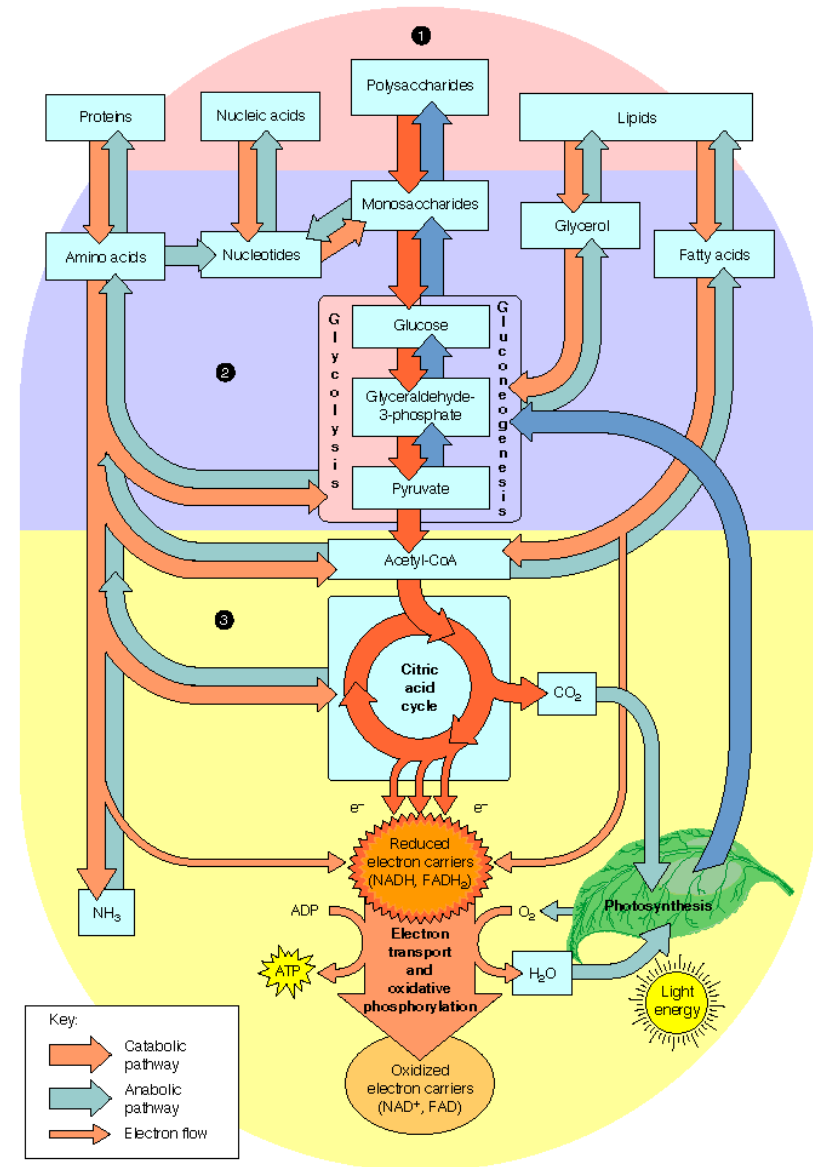 1
Polysaccharides
Proteins
Nucleic acids
Lipids
Monosaccharides
Glycerol
Amino acids
Nucleotides
Fatty acids
Glycolysis
Glucose
Gluconeogenesis
2
Glyceraldehyde-
3-phosphate
Pyruvate
Acetyl-CoA
3
Citric
acid
cycle
CO₂
e⁻
e⁻
Reduced
electron carriers
(NADH, FADH₂)
NH₃
ADP
O₂
Photosynthesis
Electron
transport
and
oxidative
phosphorylation
ATP
H₂O
Light
energy
Key:
Catabolic
pathway
Anabolic
pathway
Electron flow
Oxidized
electron carriers
(NAD⁺, FAD)